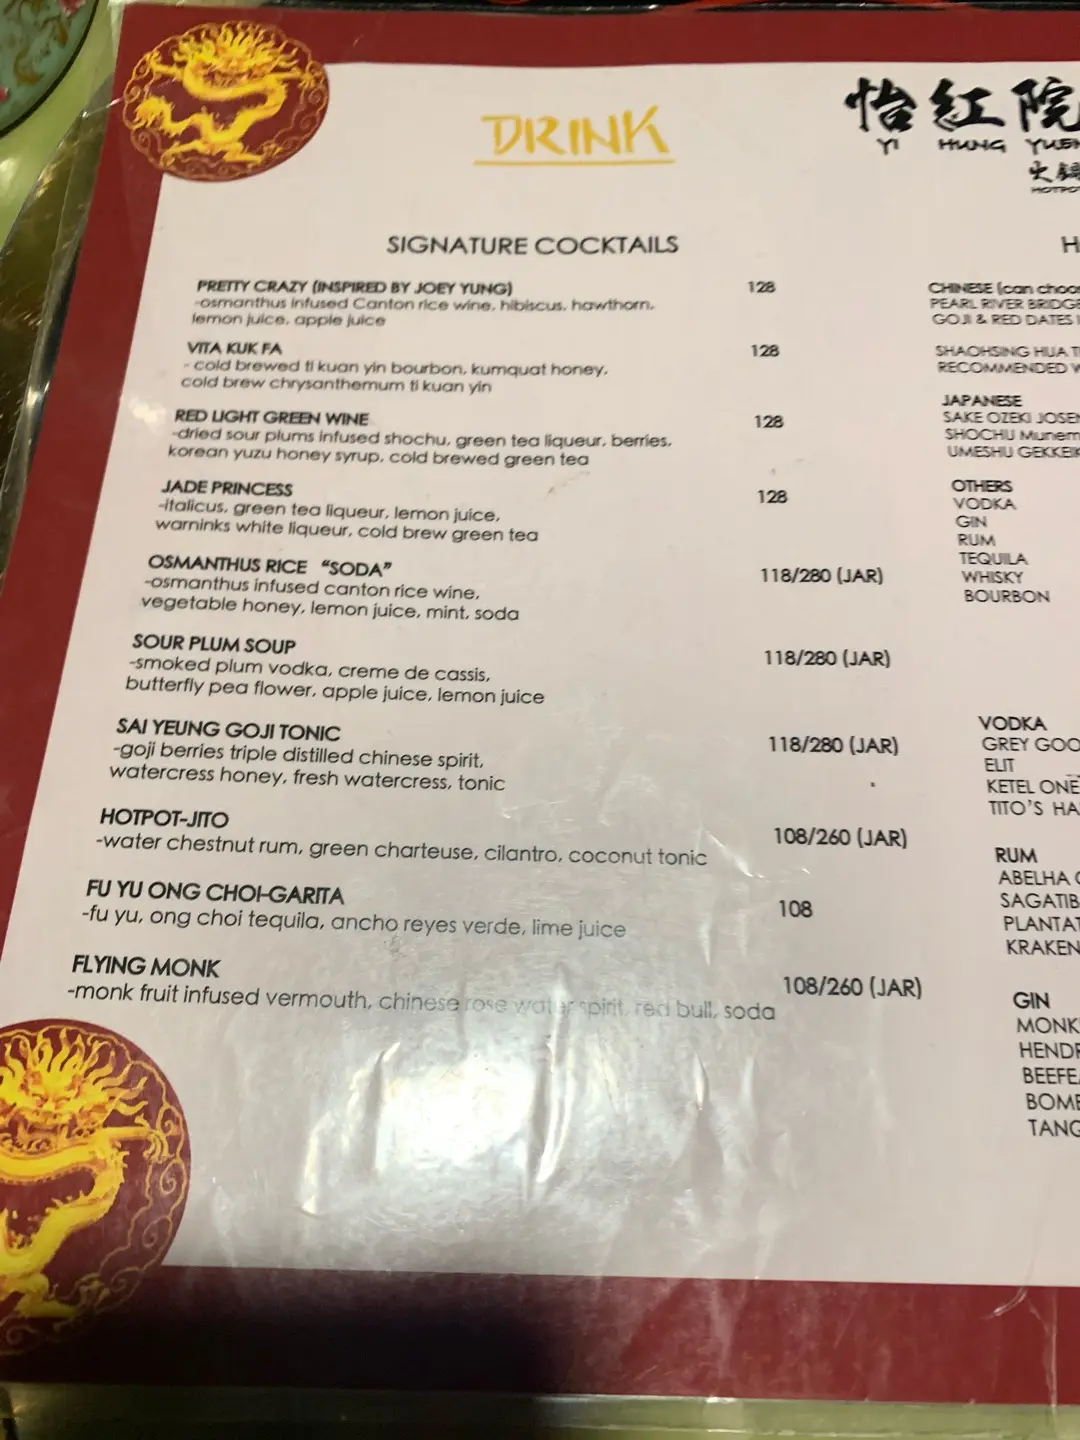 DRINK
怡紅院
YI HUNG YUEN
火鍋
SIGNATURE COCKTAILS
PRETTY CRAZY (INSPIRED BY JOEY YUNG) 128
-osmanthus infused Canton rice wine, hibiscus, hawthorn,
lemon juice, apple juice
VITA KUK FA 128
- cold brewed ti kuan yin bourbon, kumquat honey,
cold brew chrysanthemum ti kuan yin
RED LIGHT GREEN WINE 128
-dried sour plums infused shochu, green tea liqueur, berries,
korean yuzu honey syrup, cold brewed green tea
JADE PRINCESS 128
-italicus, green tea liqueur, lemon juice,
warninks white liqueur, cold brew green tea
OSMANTHUS RICE "SODA" 118/280 (JAR)
-osmanthus infused canton rice wine,
vegetable honey, lemon juice, mint, soda
SOUR PLUM SOUP 118/280 (JAR)
-smoked plum vodka, creme de cassis,
butterfly pea flower, apple juice, lemon juice
SAI YEUNG GOJI TONIC 118/280 (JAR)
-goji berries triple distilled chinese spirit,
watercress honey, fresh watercress, tonic
HOTPOT-JITO 108/260 (JAR)
-water chestnut rum, green charteuse, cilantro, coconut tonic
FU YU ONG CHOI-GARITA 108
-fu yu, ong choi tequila, ancho reyes verde, lime juice
FLYING MONK 108/260 (JAR)
-monk fruit infused vermouth, chinese rose water spirit, red bull, soda
CHINESE (can
PEARL RIVER
GOJI & RED DATES
SHAOHSING HUA
RECOMMENDED
JAPANESE
SAKE OZEKI
SHOCHU
UMESHU
OTHERS
VODKA
GIN
RUM
TEQUILA
WHISKY
BOURBON
VODKA
GREY
ELIT
KETEL ONE
TITO'S
RUM
ABELHA
KRAKEN
GIN